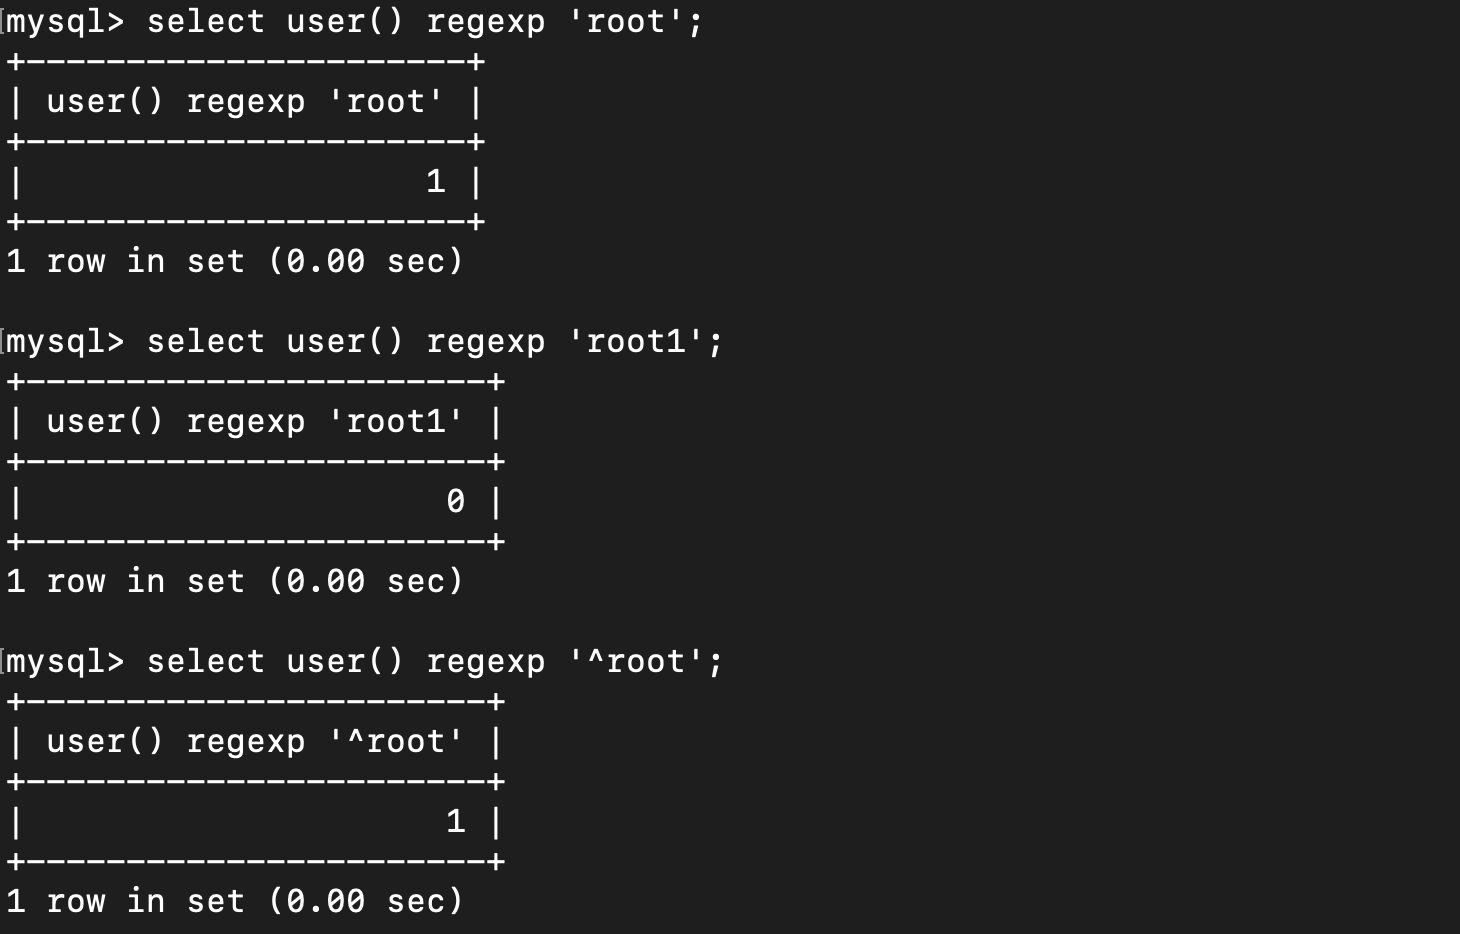 mysql> select user() regexp 'root';
+----------------------+
| user() regexp 'root' |
+----------------------+
|                    1 |
+----------------------+
1 row in set (0.00 sec)

mysql> select user() regexp 'root1';
+-----------------------+
| user() regexp 'root1' |
+-----------------------+
|                     0 |
+-----------------------+
1 row in set (0.00 sec)

mysql> select user() regexp '^root';
+-----------------------+
| user() regexp '^root' |
+-----------------------+
|                     1 |
+-----------------------+
1 row in set (0.00 sec)